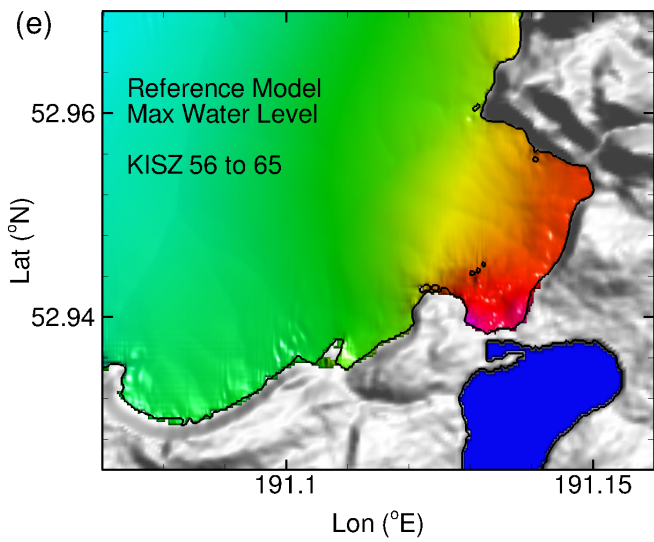 (e)
Reference Model
Max Water Level
KISZ 56 to 65
52.96
52.94
Lat (°N)
191.1
191.15
Lon (°E)